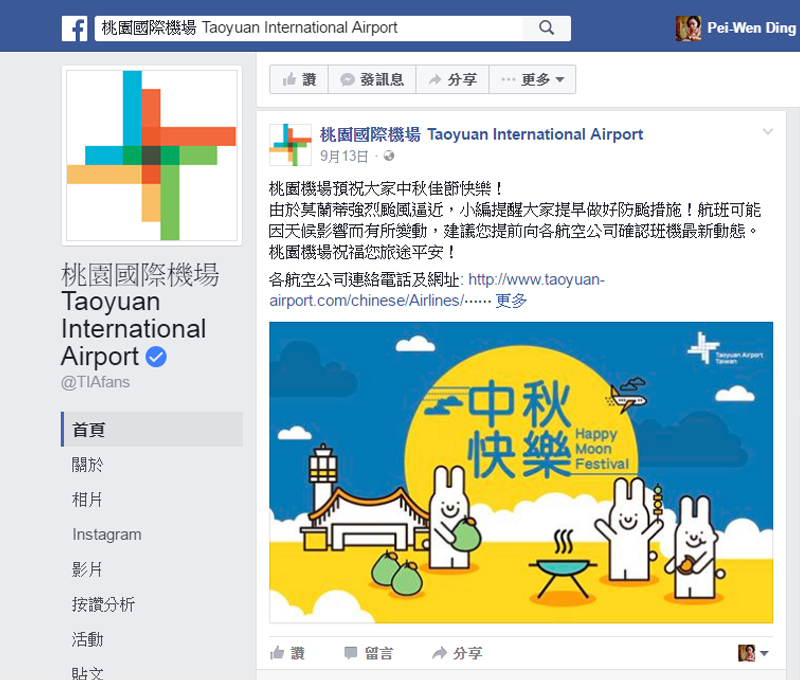 桃園國際機場 Taoyuan International Airport
Pei-Wen Ding
桃園國際機場
Taoyuan
International
Airport
@TIAfans
首頁
關於
相片
Instagram
影片
按讚分析
活動
貼文
讚
發訊息
分享
更多
桃園國際機場 Taoyuan International Airport
9月13日
桃園機場預祝大家中秋佳節快樂！
由於莫蘭蒂強烈颱風逼近，小編提醒大家提早做好防颱措施！航班可能
因天候影響而有所變動，建議您提前向各航空公司確認班機最新動態。
桃園機場祝福您旅途平安！
各航空公司連絡電話及網址: http://www.taoyuan-
airport.com/chinese/Airlines/⋯⋯ 更多
Taoyuan Airport
Taiwan
中秋
快樂
Happy
Moon
Festival
讚
留言
分享